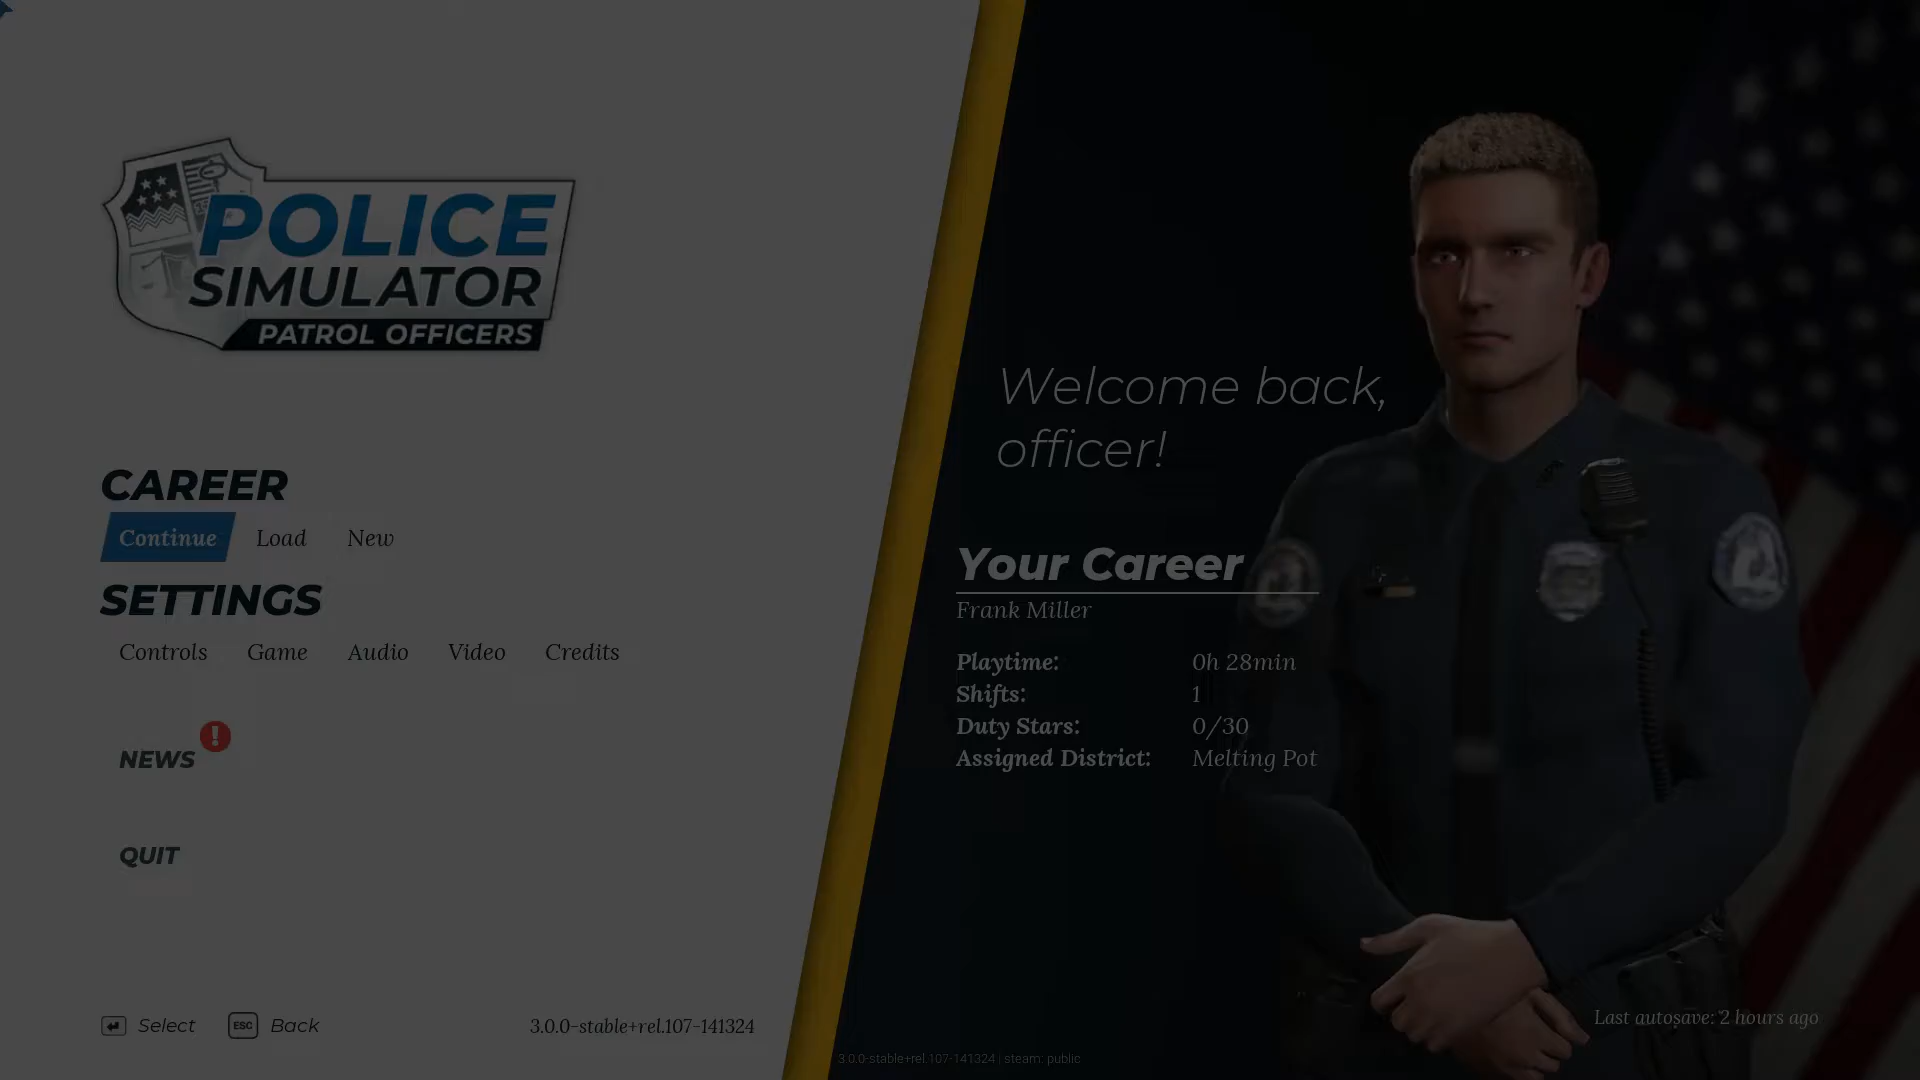 POLICE
SIMULATOR
PATROL OFFICERS
CAREER
Continue Load New
SETTINGS
Controls Game Audio Video Credits
NEWS !
QUIT
Select ESC Back 3.0.0-stable+rel.107-141324
Welcome back,
officer!
Your Career
Frank Miller
Playtime: 0h 28min
Shifts: 1
Duty Stars: 0/30
Assigned District: Melting Pot
Last autosave: 2 hours ago
3.0.0-stable+rel.107-141324 | steam: public